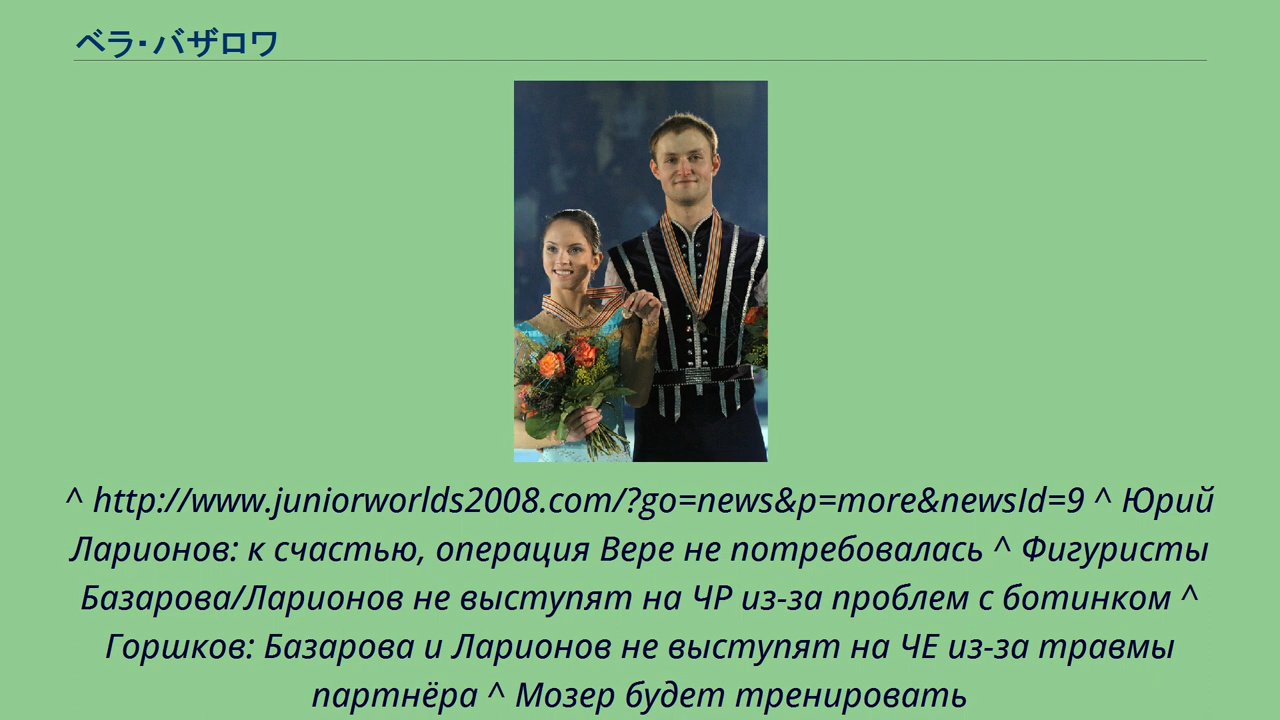 ベラ・バザロワ
^ http://www.juniorworlds2008.com/?go=news&p=more&newsId=9 ^ Юрий
Ларионов: к счастью, операция Вере не потребовалась ^ Фигуристы
Базарова/Ларионов не выступят на ЧР из-за проблем с ботинком ^
Горшков: Базарова и Ларионов не выступят на ЧЕ из-за травмы
партнёра ^ Мозер будет тренировать